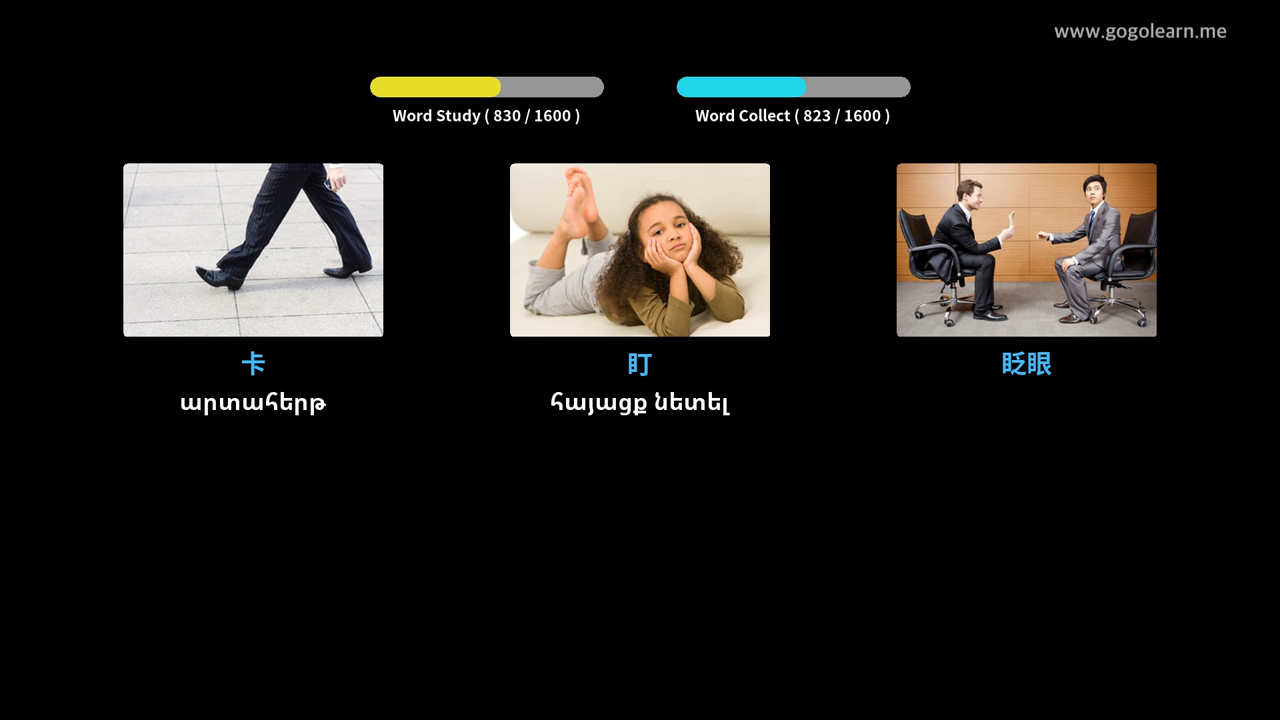 www.gogolearn.me
Word Study ( 830 / 1600 )
Word Collect ( 823 / 1600 )
卡
盯
眨眼
արտահերթ
հայացք նետել